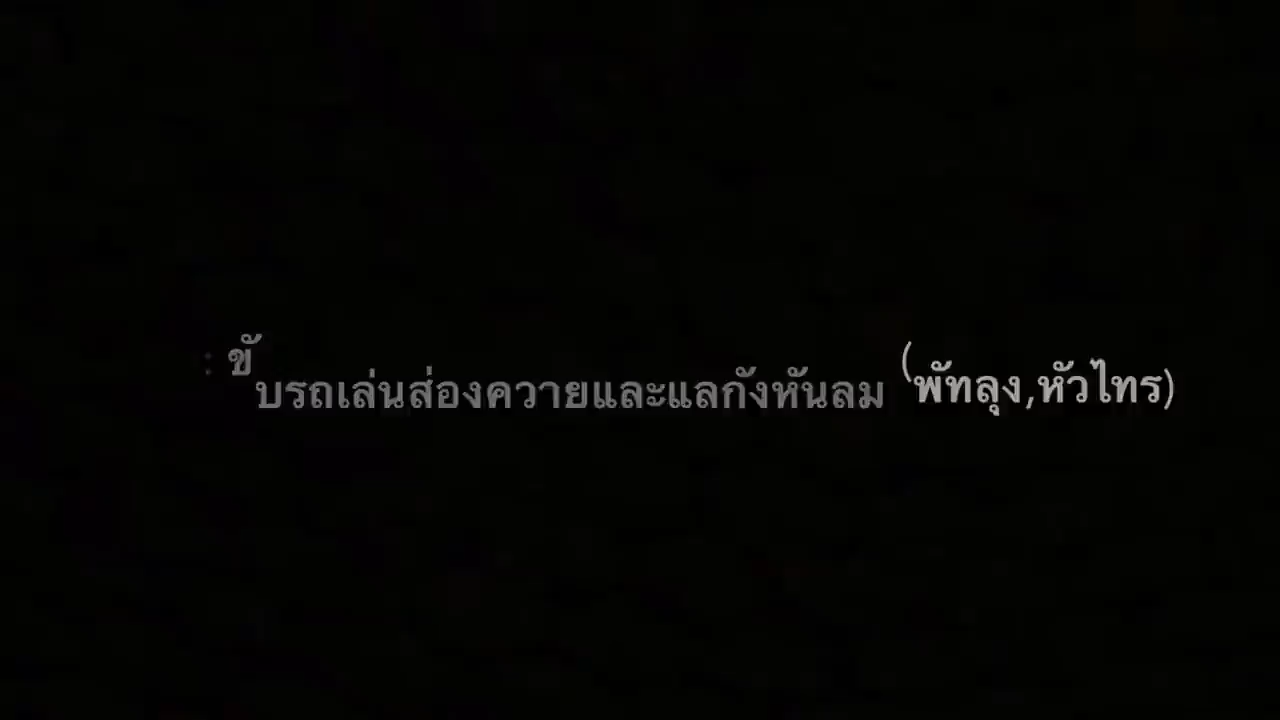 : ขับรถเล่นส่องควายและแลกังหันลม (พัทลุง,หัวไทร)